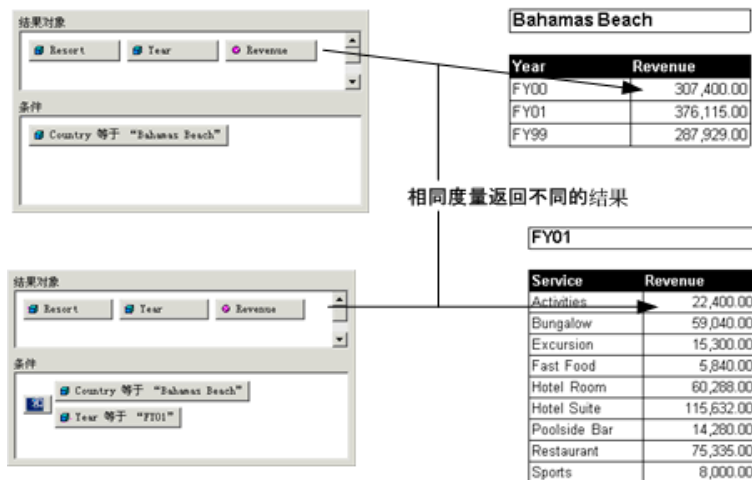 结果对象
Resort Year Revenue
条件
Country 等于 “Bahamas Beach”
Bahamas Beach
Year Revenue
FY00 307,400.00
FY01 376,115.00
FY99 287,929.00
相同度量返回不同的结果
结果对象
Resort Year Revenue
条件
Country 等于 “Bahamas Beach”
Year 等于 “FY01”
FY01
Service Revenue
Activities 22,400.00
Bungalow 59,040.00
Excursion 15,300.00
Fast Food 5,840.00
Hotel Room 60,288.00
Hotel Suite 115,632.00
Poolside Bar 14,280.00
Restaurant 75,335.00
Sports 8,000.00